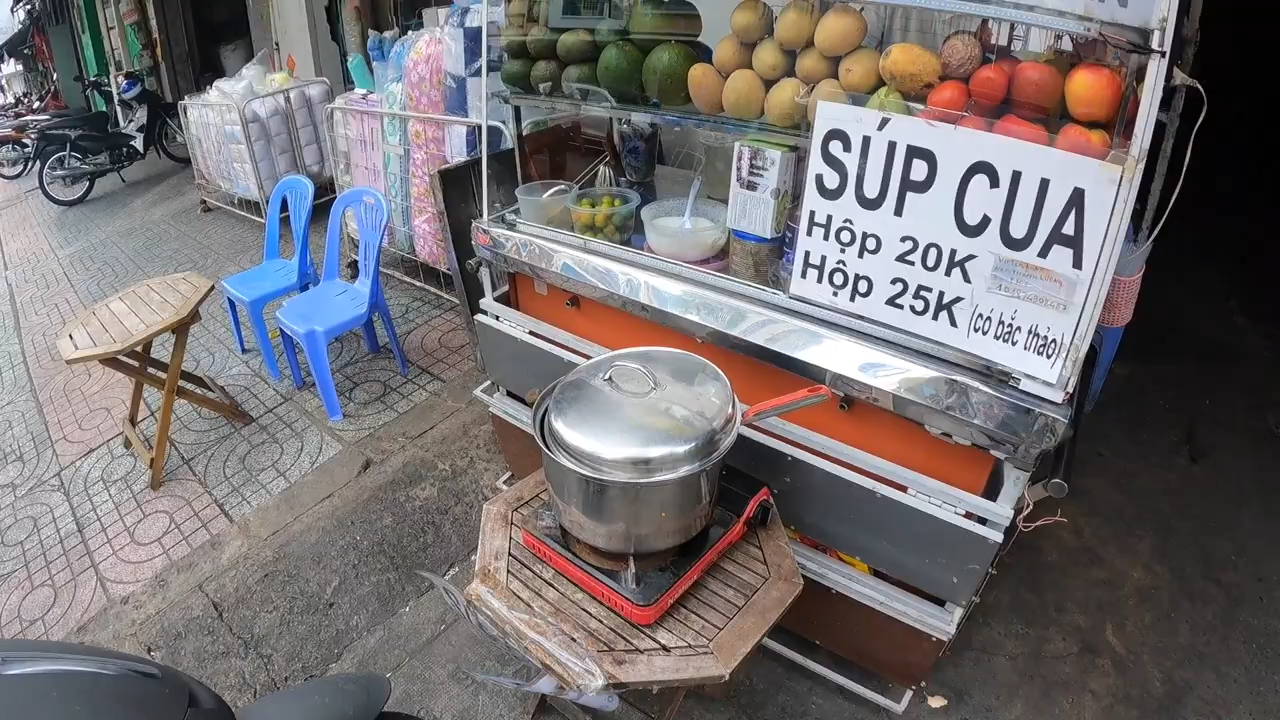 SÚP CUA
Hộp 20K
Hộp 25K (có bắc thảo)